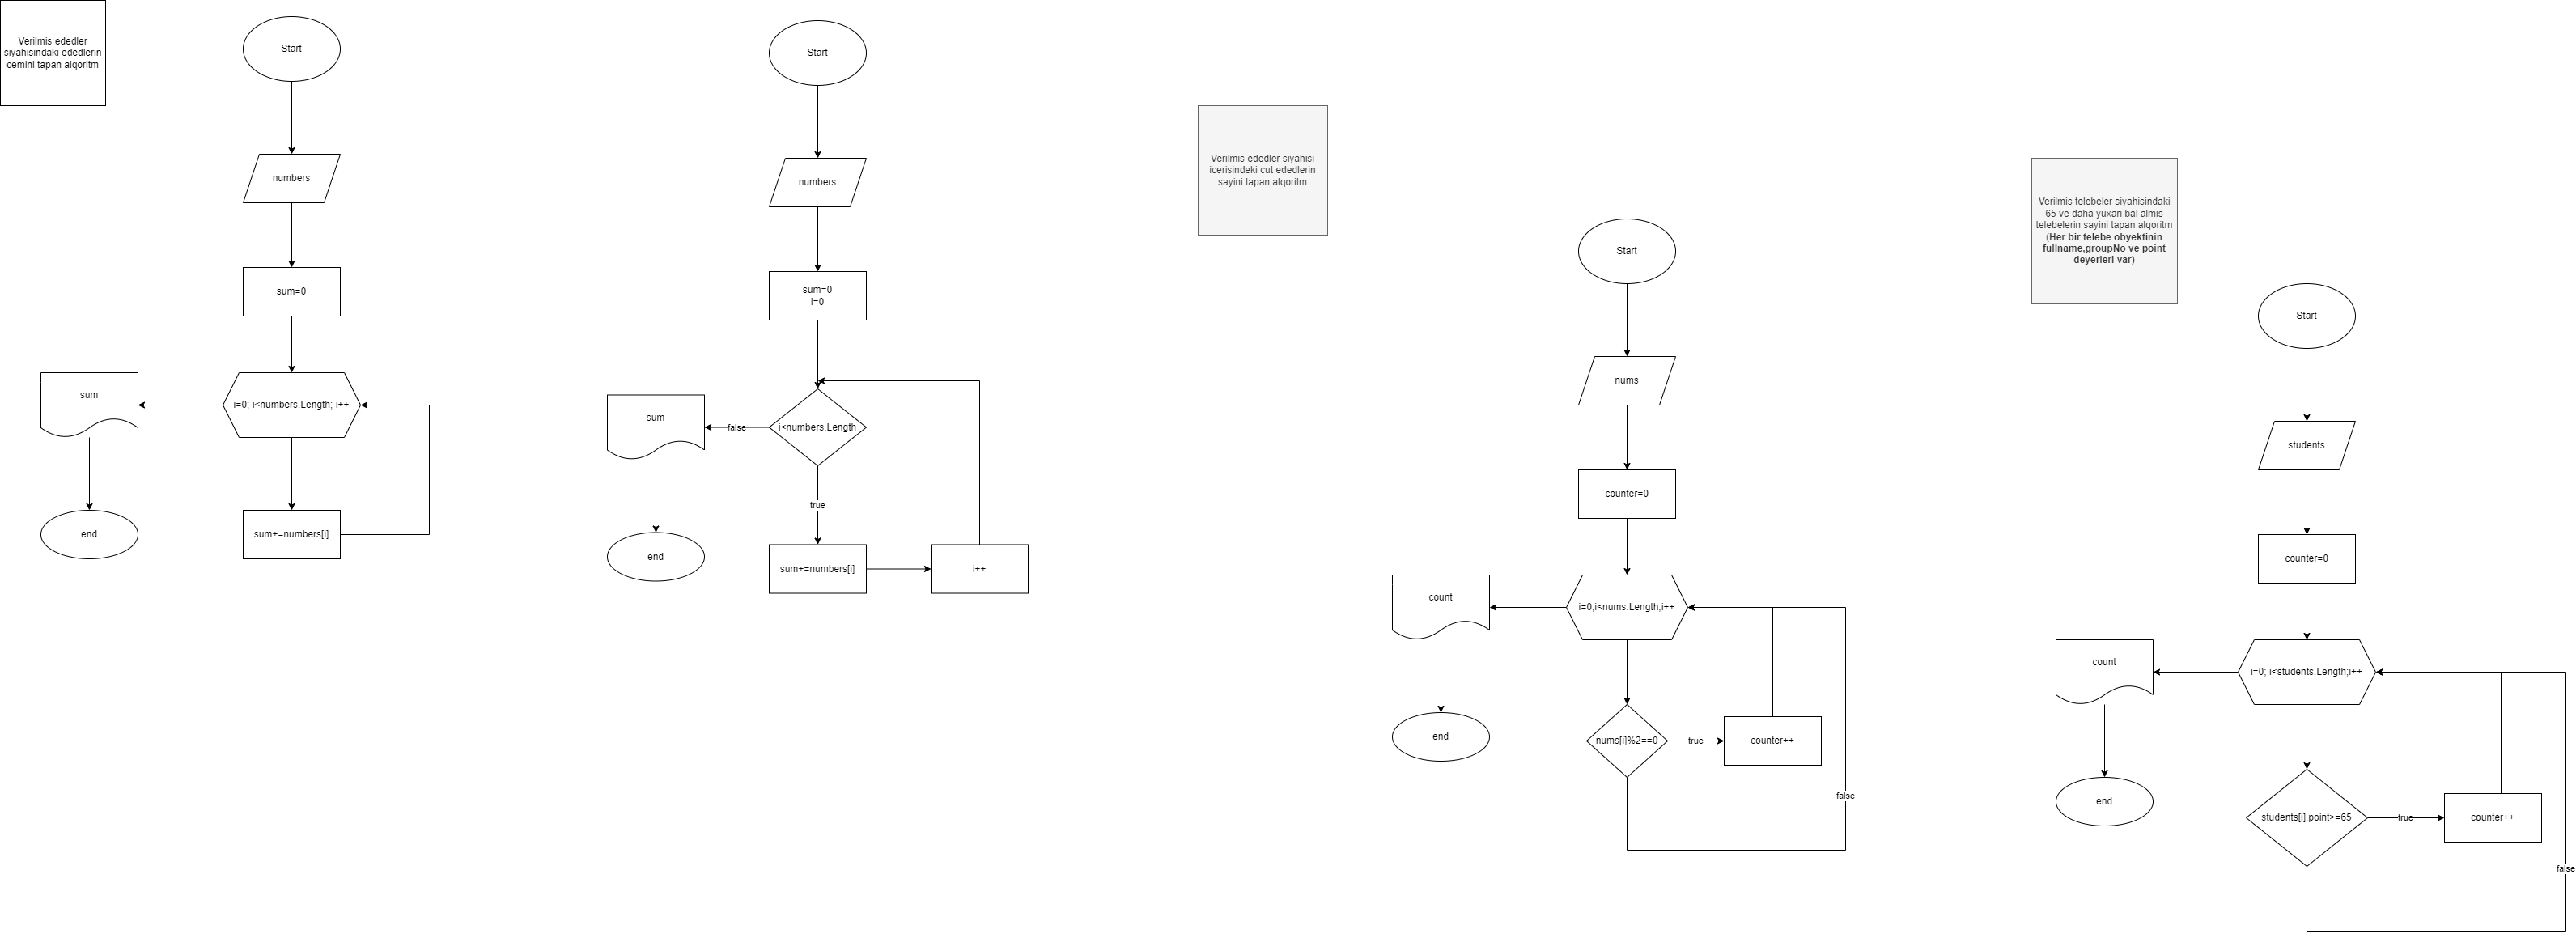 Verilmis ededler
siyahisindaki ededlerin
cemini tapan alqoritm
Start
numbers
sum=0
i=0; i<numbers.Length; i++
sum
end
sum+=numbers[i]
Start
numbers
sum=0
i=0
i<numbers.Length
false
sum
true
end
sum+=numbers[i]
i++
Verilmis ededler siyahisi
icerisindeki cut ededlerin
sayini tapan alqoritm
Start
nums
counter=0
i=0;i<nums.Length;i++
count
end
nums[i]%2==0
true
counter++
false
Verilmis telebeler siyahisindaki
65 ve daha yuxari bal almis
telebelerin sayini tapan alqoritm
(Her bir telebe obyektinin
fullname,groupNo ve point
deyerleri var)
Start
students
counter=0
i=0; i<students.Length;i++
count
end
students[i].point>=65
true
counter++
false